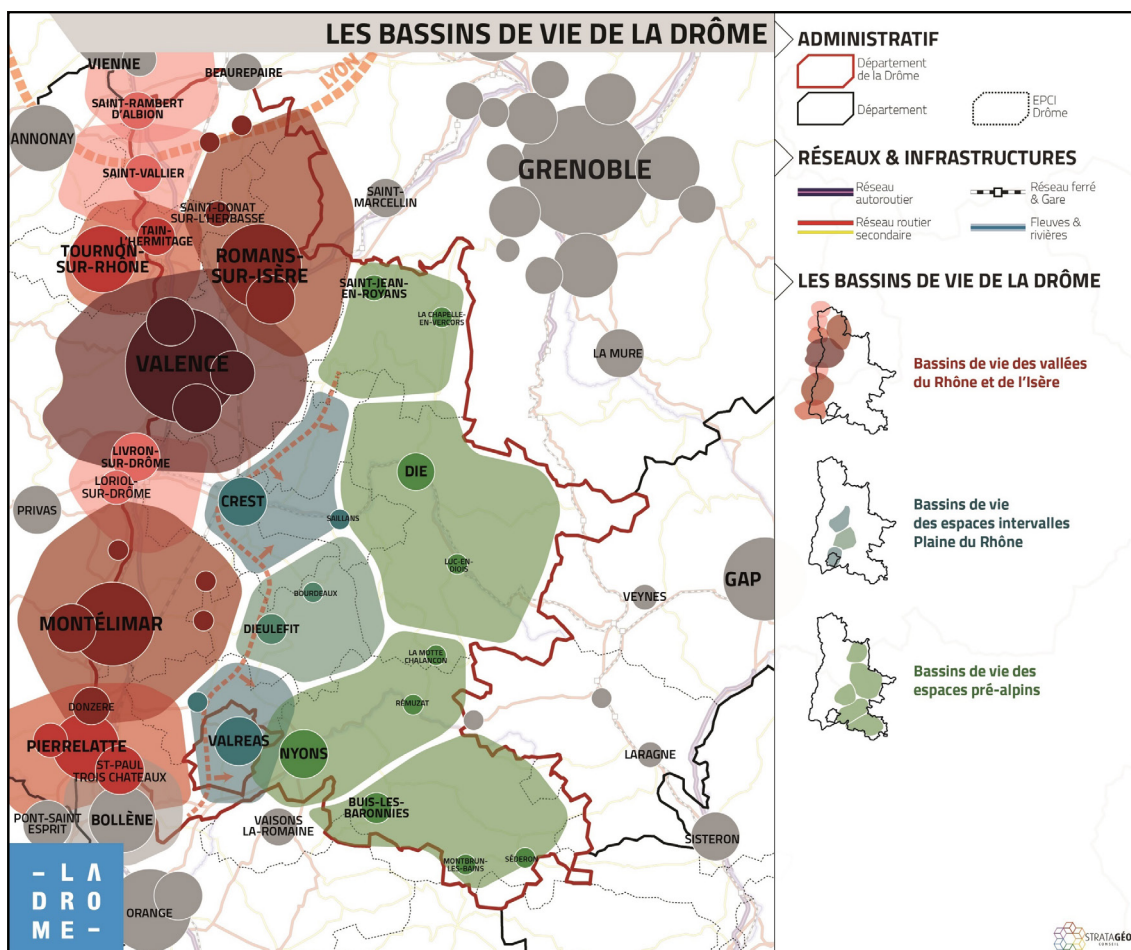 LES BASSINS DE VIE DE LA DRÔME
VIENNE
BEAUREPAIRE
LYON
SAINT-RAMBERT
D'ALBION
ANNONAY
SAINT-VALLIER
SAINT-DONAT
SUR-L'HERBASSE
SAINT-
MARCELLIN
GRENOBLE
TAIN-
L'HERMITAGE
TOURNON-
SUR-RHÔNE
ROMANS-
SUR-ISÈRE
SAINT-JEAN-
EN-ROYANS
LA CHAPELLE-
EN-VERCORS
LA MURE
VALENCE
LIVRON-
SUR-DRÔME
LORIOL-
SUR-DRÔME
PRIVAS
CREST
SAILLANS
DIE
LUC-EN-
DIOIS
GAP
VEYNES
BOURDEAUX
DIEULEFIT
MONTÉLIMAR
LA MOTTE
CHALANCON
RÉMUZAT
DONZERE
PIERRELATTE
ST-PAUL
TROIS CHATEAUX
VALREAS
NYONS
LARAGNE
BUIS-LES-
BARONNIES
PONT-SAINT
ESPRIT
BOLLÈNE
VAISONS
LA-ROMAINE
SISTERON
MONTBRUN-
LES-BAINS
SÉDERON
ORANGE
– L A
D R O
M E –
ADMINISTRATIF
Département
de la Drôme
Département
EPCI
Drôme
RÉSEAUX & INFRASTRUCTURES
Réseau
autoroutier
Réseau ferré
& Gare
Réseau routier
secondaire
Fleuves &
rivières
LES BASSINS DE VIE DE LA DRÔME
Bassins de vie des vallées
du Rhône et de l'Isère
Bassins de vie
des espaces intervalles
Plaine du Rhône
Bassins de vie des
espaces pré-alpins
STRATAGÉO
CONSEIL